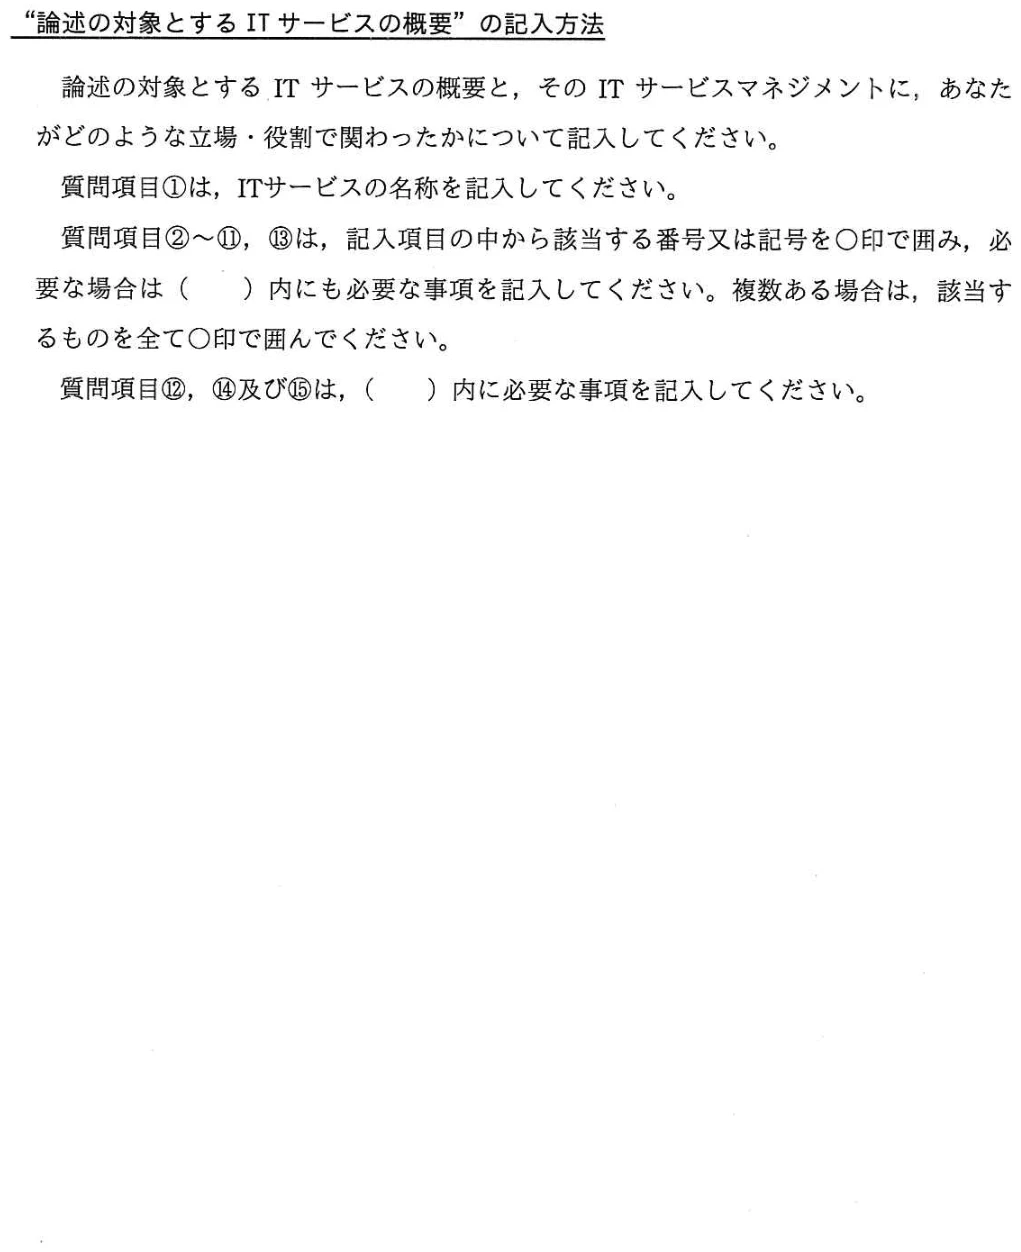 “論述の対象とする IT サービスの概要” の記入方法
論述の対象とする IT サービスの概要と，その IT サービスマネジメントに，あなた
がどのような立場・役割で関わったかについて記入してください。
質問項目①は，ITサービスの名称を記入してください。
質問項目②～⑪，⑬は，記入項目の中から該当する番号又は記号を〇印で囲み，必
要な場合は（　　）内にも必要な事項を記入してください。複数ある場合は，該当す
るものを全て〇印で囲んでください。
質問項目⑫，⑭及び⑮は，（　　）内に必要な事項を記入してください。